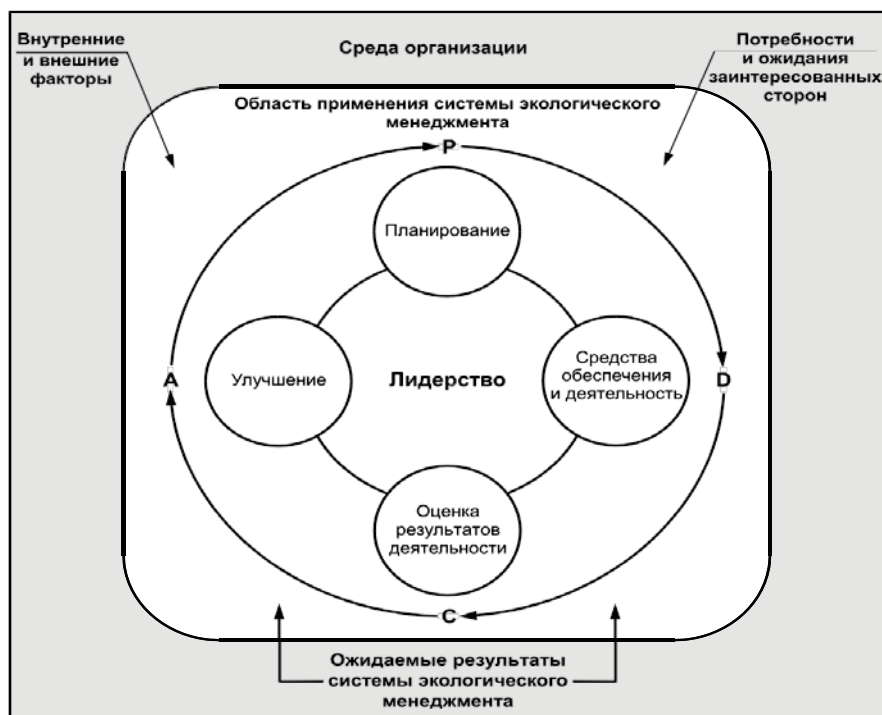 Внутренние
и внешние
факторы
Среда организации
Потребности
и ожидания
заинтересованных
сторон
Область применения системы экологического
менеджмента
P
Планирование
A
Улучшение
Лидерство
Средства
обеспечения
и деятельность
D
Оценка
результатов
деятельности
C
Ожидаемые результаты
системы экологического
менеджмента